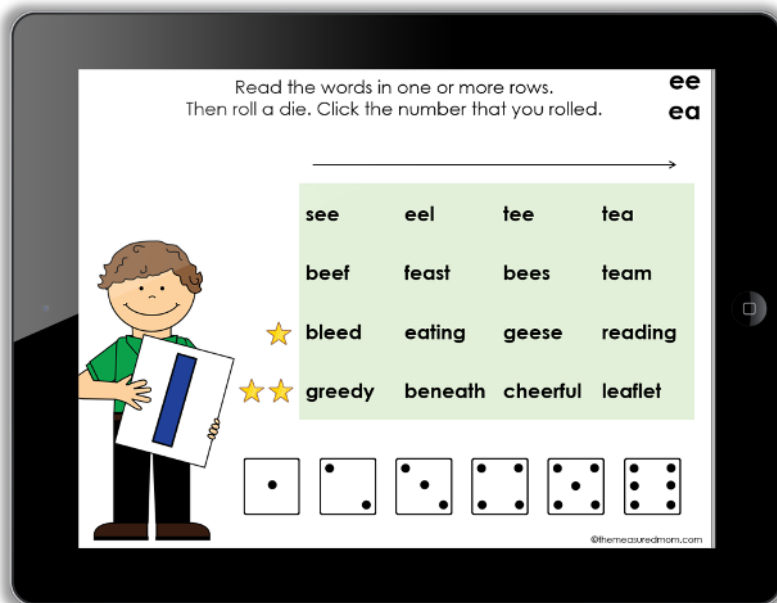 Read the words in one or more rows.
Then roll a die. Click the number that you rolled.
ee
ea
see eel tee tea
beef feast bees team
bleed eating geese reading
greedy beneath cheerful leaflet
©themeasuredmom.com